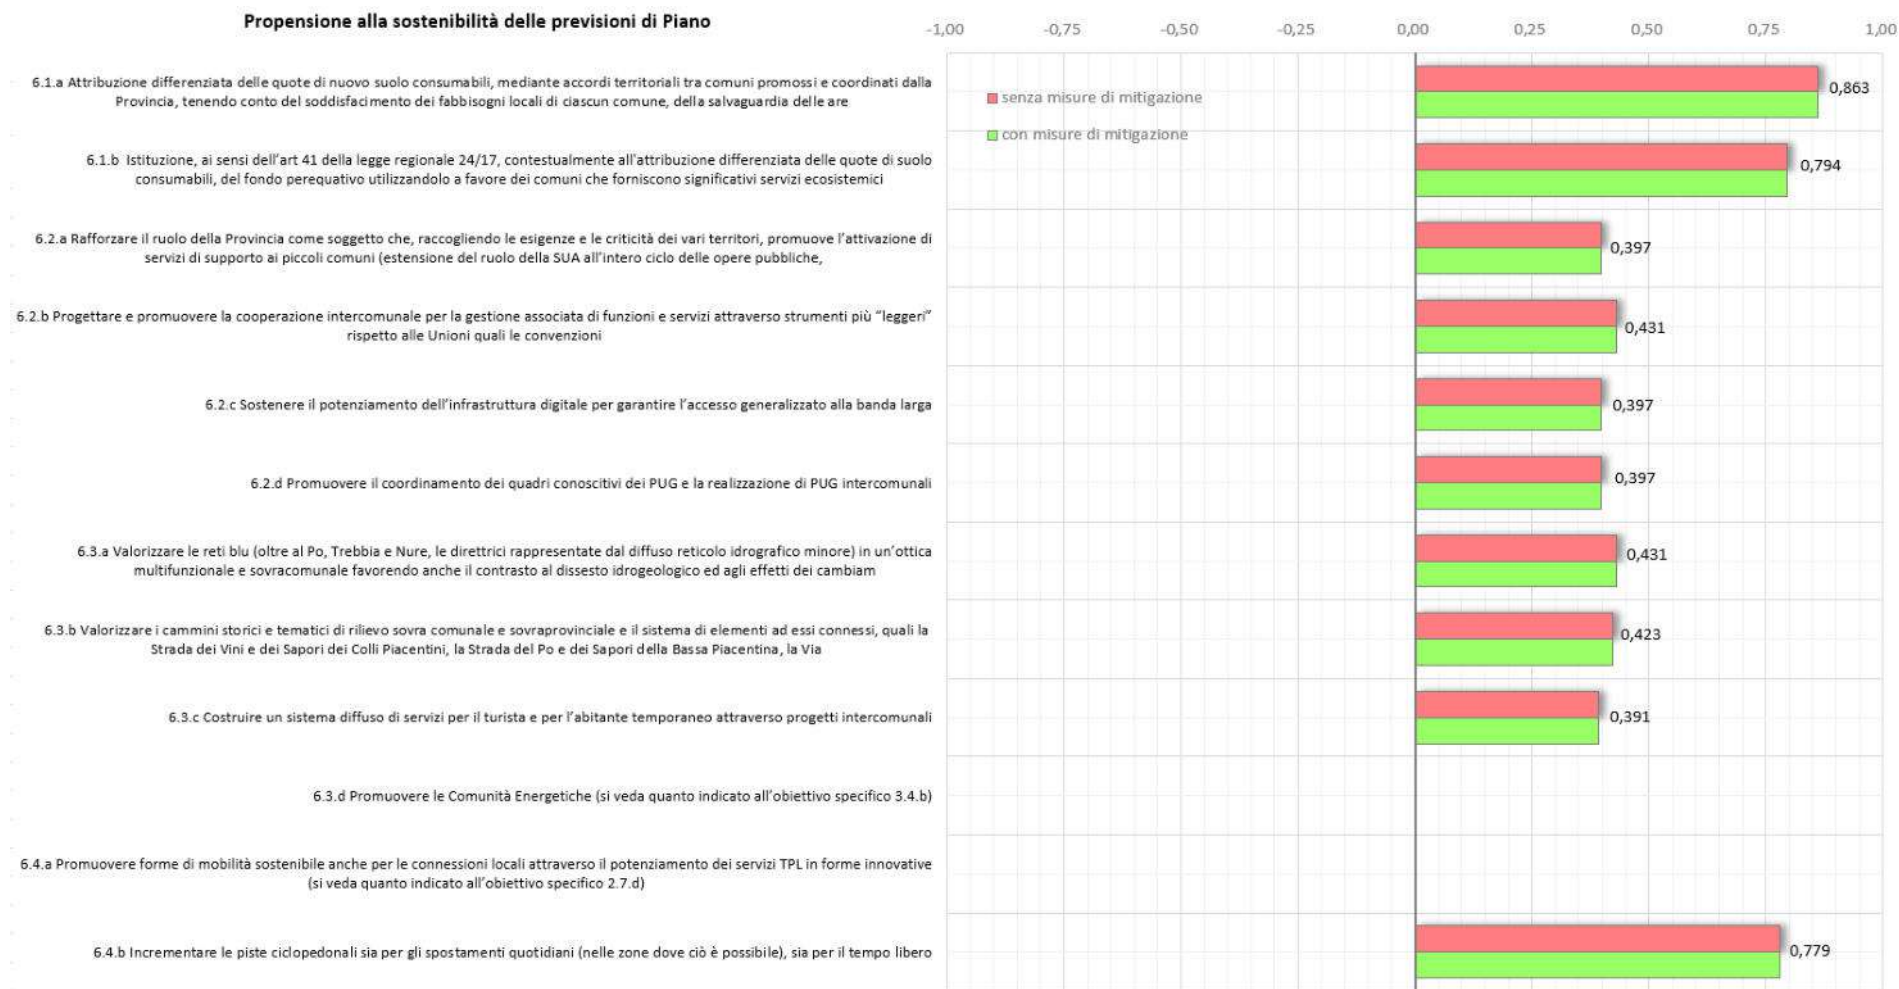 Propensione alla sostenibilità delle previsioni di Piano
-1,00 -0,75 -0,50 -0,25 0,00 0,25 0,50 0,75 1,00
senza misure di mitigazione
con misure di mitigazione
6.1.a Attribuzione differenziata delle quote di nuovo suolo consumabili, mediante accordi territoriali tra comuni promossi e coordinati dalla
Provincia, tenendo conto del soddisfacimento dei fabbisogni locali di ciascun comune, della salvaguardia delle are
0,863
6.1.b Istituzione, ai sensi dell'art 41 della legge regionale 24/17, contestualmente all'attribuzione differenziata delle quote di suolo
consumabili, del fondo perequativo utilizzandolo a favore dei comuni che forniscono significativi servizi ecosistemici
0,794
6.2.a Rafforzare il ruolo della Provincia come soggetto che, raccogliendo le esigenze e le criticità dei vari territori, promuove l'attivazione di
servizi di supporto ai piccoli comuni (estensione del ruolo della SUA all'intero ciclo delle opere pubbliche,
0,397
6.2.b Progettare e promuovere la cooperazione intercomunale per la gestione associata di funzioni e servizi attraverso strumenti più "leggeri"
rispetto alle Unioni quali le convenzioni
0,431
6.2.c Sostenere il potenziamento dell'infrastruttura digitale per garantire l'accesso generalizzato alla banda larga
0,397
6.2.d Promuovere il coordinamento dei quadri conoscitivi dei PUG e la realizzazione di PUG intercomunali
0,397
6.3.a Valorizzare le reti blu (oltre al Po, Trebbia e Nure, le direttrici rappresentate dal diffuso reticolo idrografico minore) in un'ottica
multifunzionale e sovracomunale favorendo anche il contrasto al dissesto idrogeologico ed agli effetti dei cambiam
0,431
6.3.b Valorizzare i cammini storici e tematici di rilievo sovra comunale e sovraprovinciale e il sistema di elementi ad essi connessi, quali la
Strada dei Vini e dei Sapori dei Colli Piacentini, la Strada del Po e dei Sapori della Bassa Piacentina, la Via
0,423
6.3.c Costruire un sistema diffuso di servizi per il turista e per l'abitante temporaneo attraverso progetti intercomunali
0,391
6.3.d Promuovere le Comunità Energetiche (si veda quanto indicato all'obiettivo specifico 3.4.b)
6.4.a Promuovere forme di mobilità sostenibile anche per le connessioni locali attraverso il potenziamento dei servizi TPL in forme innovative
(si veda quanto indicato all'obiettivo specifico 2.7.d)
6.4.b Incrementare le piste ciclopedonali sia per gli spostamenti quotidiani (nelle zone dove ciò è possibile), sia per il tempo libero
0,779